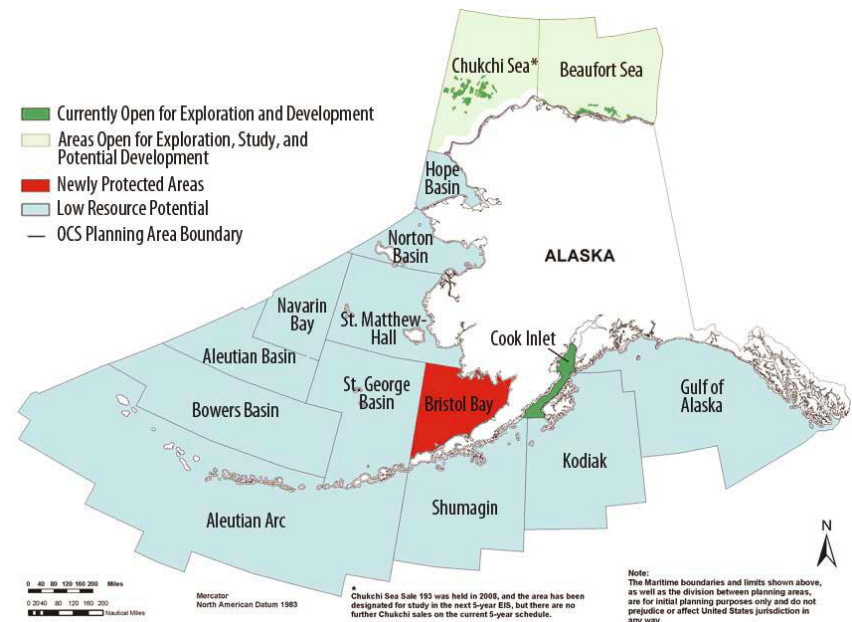 Chukchi Sea*
Beaufort Sea
Currently Open for Exploration and Development
Areas Open for Exploration, Study, and
Potential Development
Newly Protected Areas
Low Resource Potential
OCS Planning Area Boundary
Hope
Basin
Norton
Basin
ALASKA
Navarin
Bay
St. Matthew-
Hall
Cook Inlet
Aleutian Basin
St. George
Basin
Bristol Bay
Gulf of
Alaska
Bowers Basin
Kodiak
Aleutian Arc
Shumagin
N
0 40 80 120 160 200 Miles
0 20 40 80 120 160 200 Nautical Miles
Mercator
North American Datum 1983
*
Chukchi Sea Sale 193 was held in 2008, and the area has been
designated for study in the next 5-year EIS, but there are no
further Chukchi sales on the current 5-year schedule.
Note:
The Maritime boundaries and limits shown above,
as well as the division between planning areas,
are for initial planning purposes only and do not
prejudice or affect United States jurisdiction in
any way.